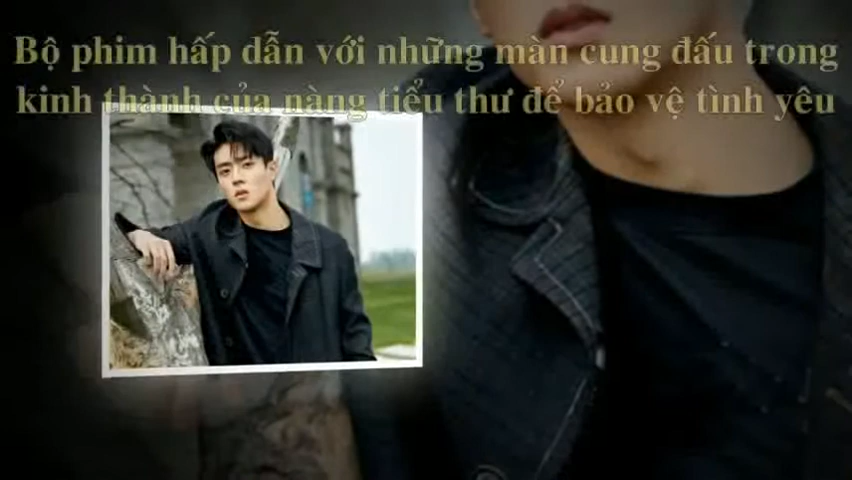 Bộ phim hấp dẫn với những màn cung đấu trong
kinh thành của nàng tiểu thư để bảo vệ tình yêu